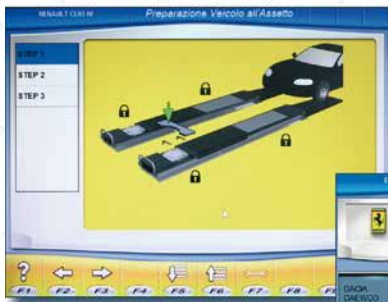 RENAULT CLIO IV
Preparazione Veicolo all'Assetto
STEP 1
STEP 2
STEP 3
?
F1
F2
F3
F4
F5
F6
F7
F8
DACIA
DAEWOO